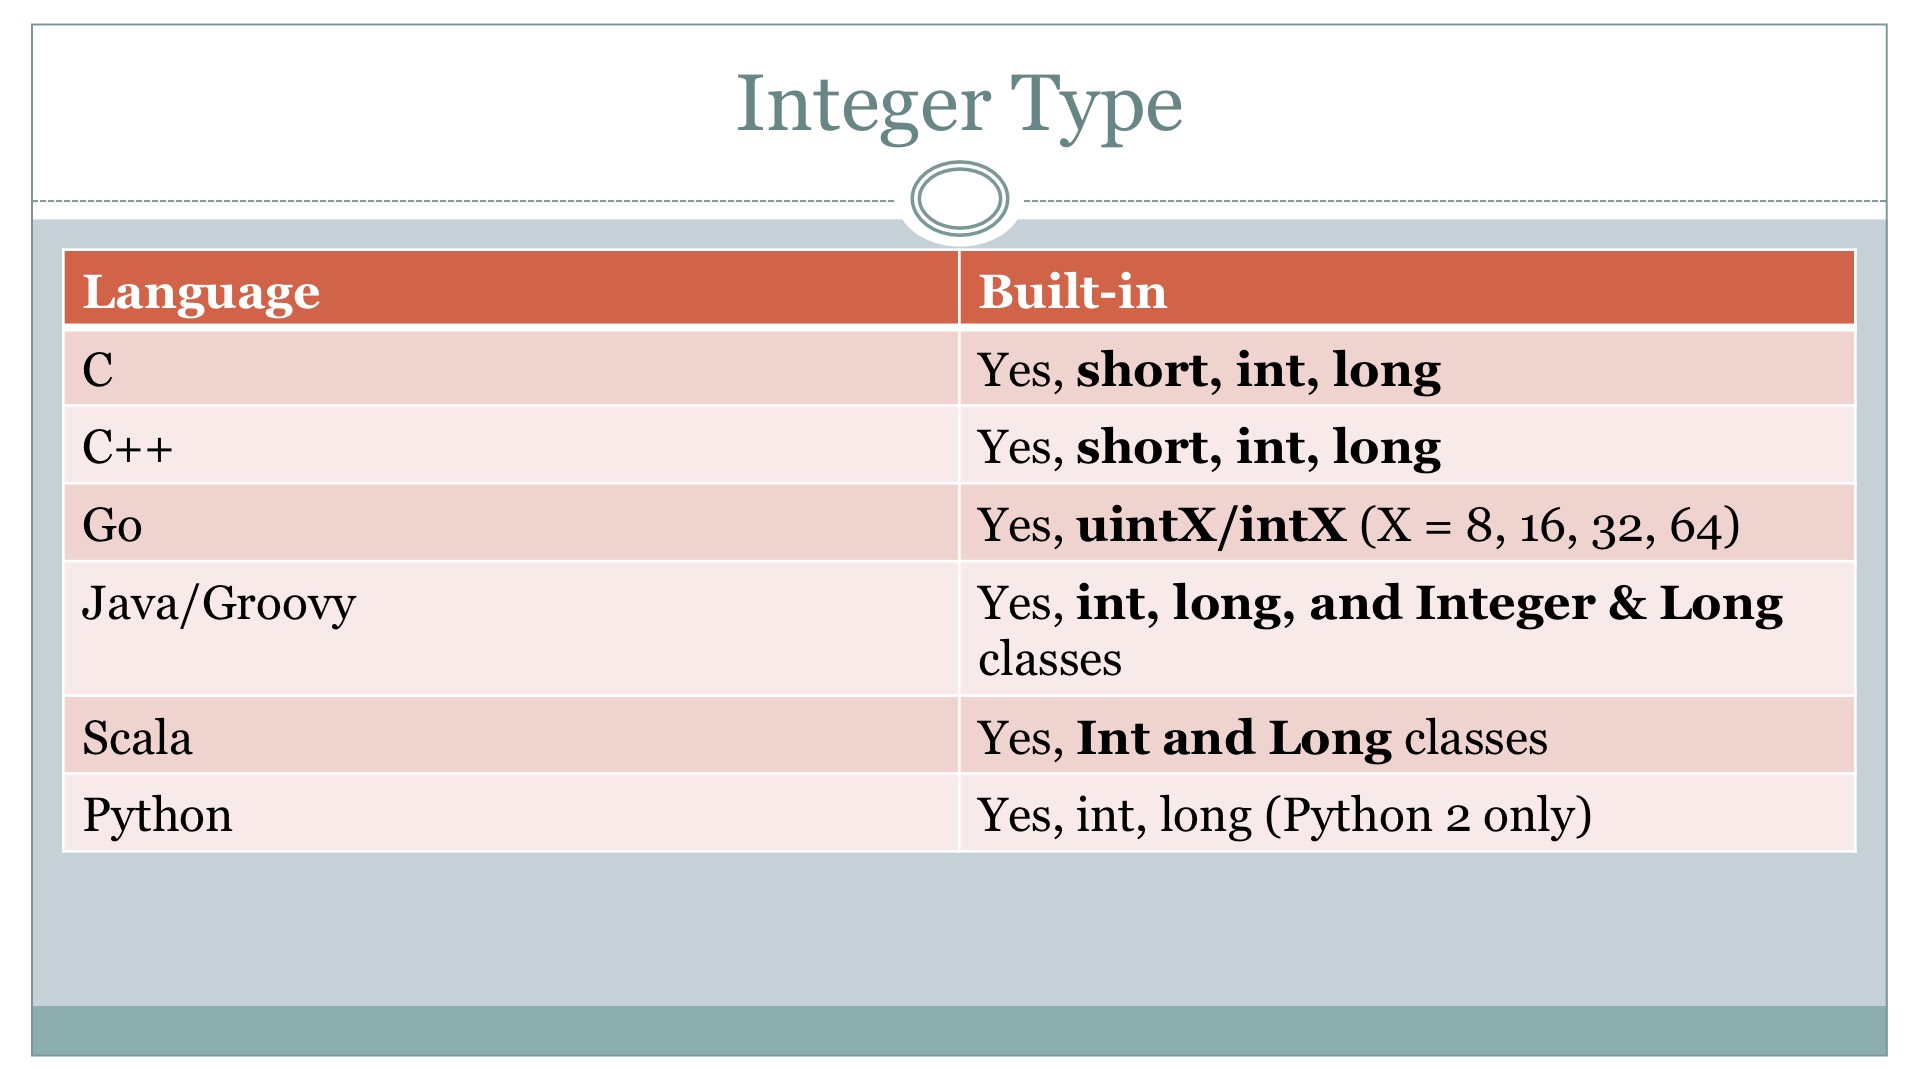 Integer Type
Language
Built-in
C
Yes, short, int, long
C++
Yes, short, int, long
Go
Yes, uintX/intX (X = 8, 16, 32, 64)
Java/Groovy
Yes, int, long, and Integer & Long
classes
Scala
Yes, Int and Long classes
Python
Yes, int, long (Python 2 only)